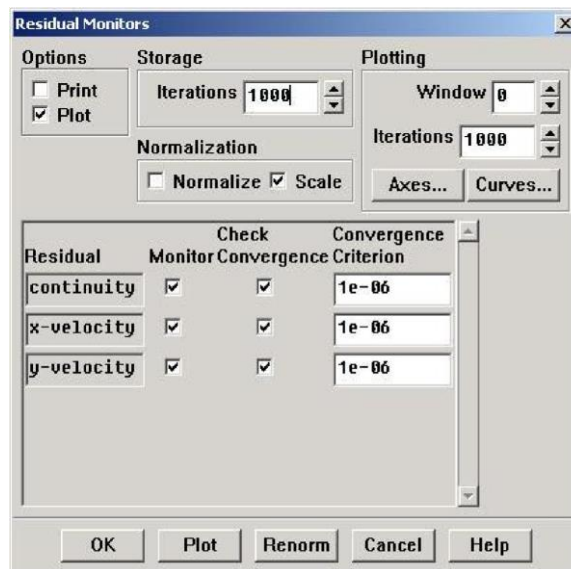 Residual Monitors
Options
Print
Plot
Storage
Iterations 1000
Normalization
Normalize Scale
Plotting
Window 0
Iterations 1000
Axes... Curves...
Residual Monitor Check Convergence Convergence Criterion
continuity 1e-06
x-velocity 1e-06
y-velocity 1e-06
OK Plot Renorm Cancel Help